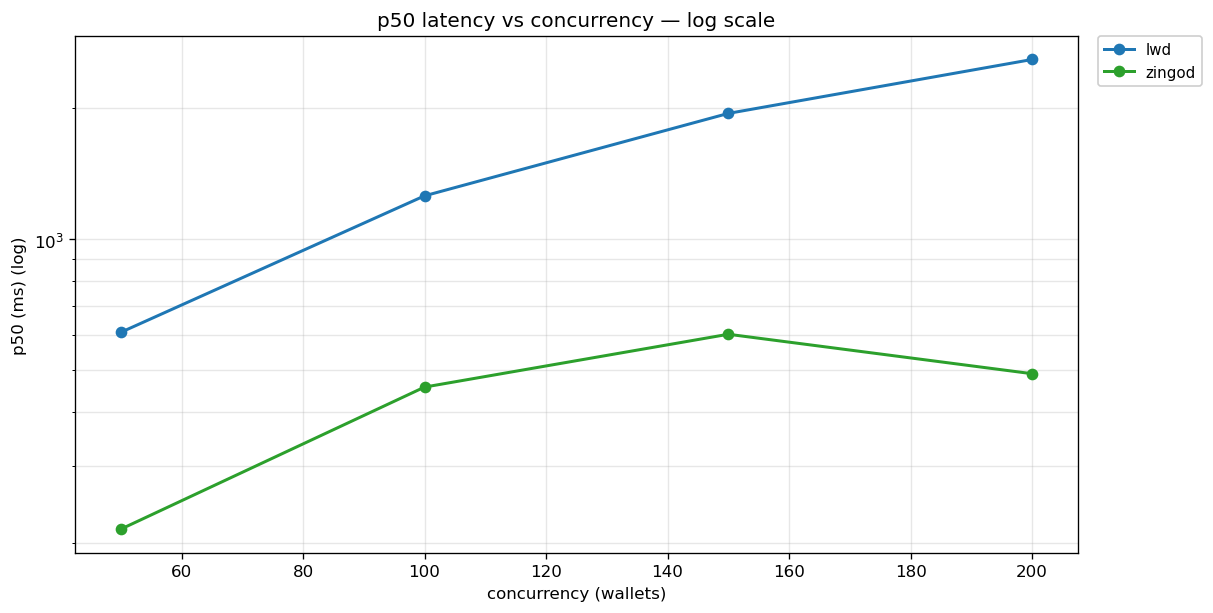 p50 latency vs concurrency — log scale
lwd
zingod
p50 (ms) (log)
10³
60 80 100 120 140 160 180 200
concurrency (wallets)